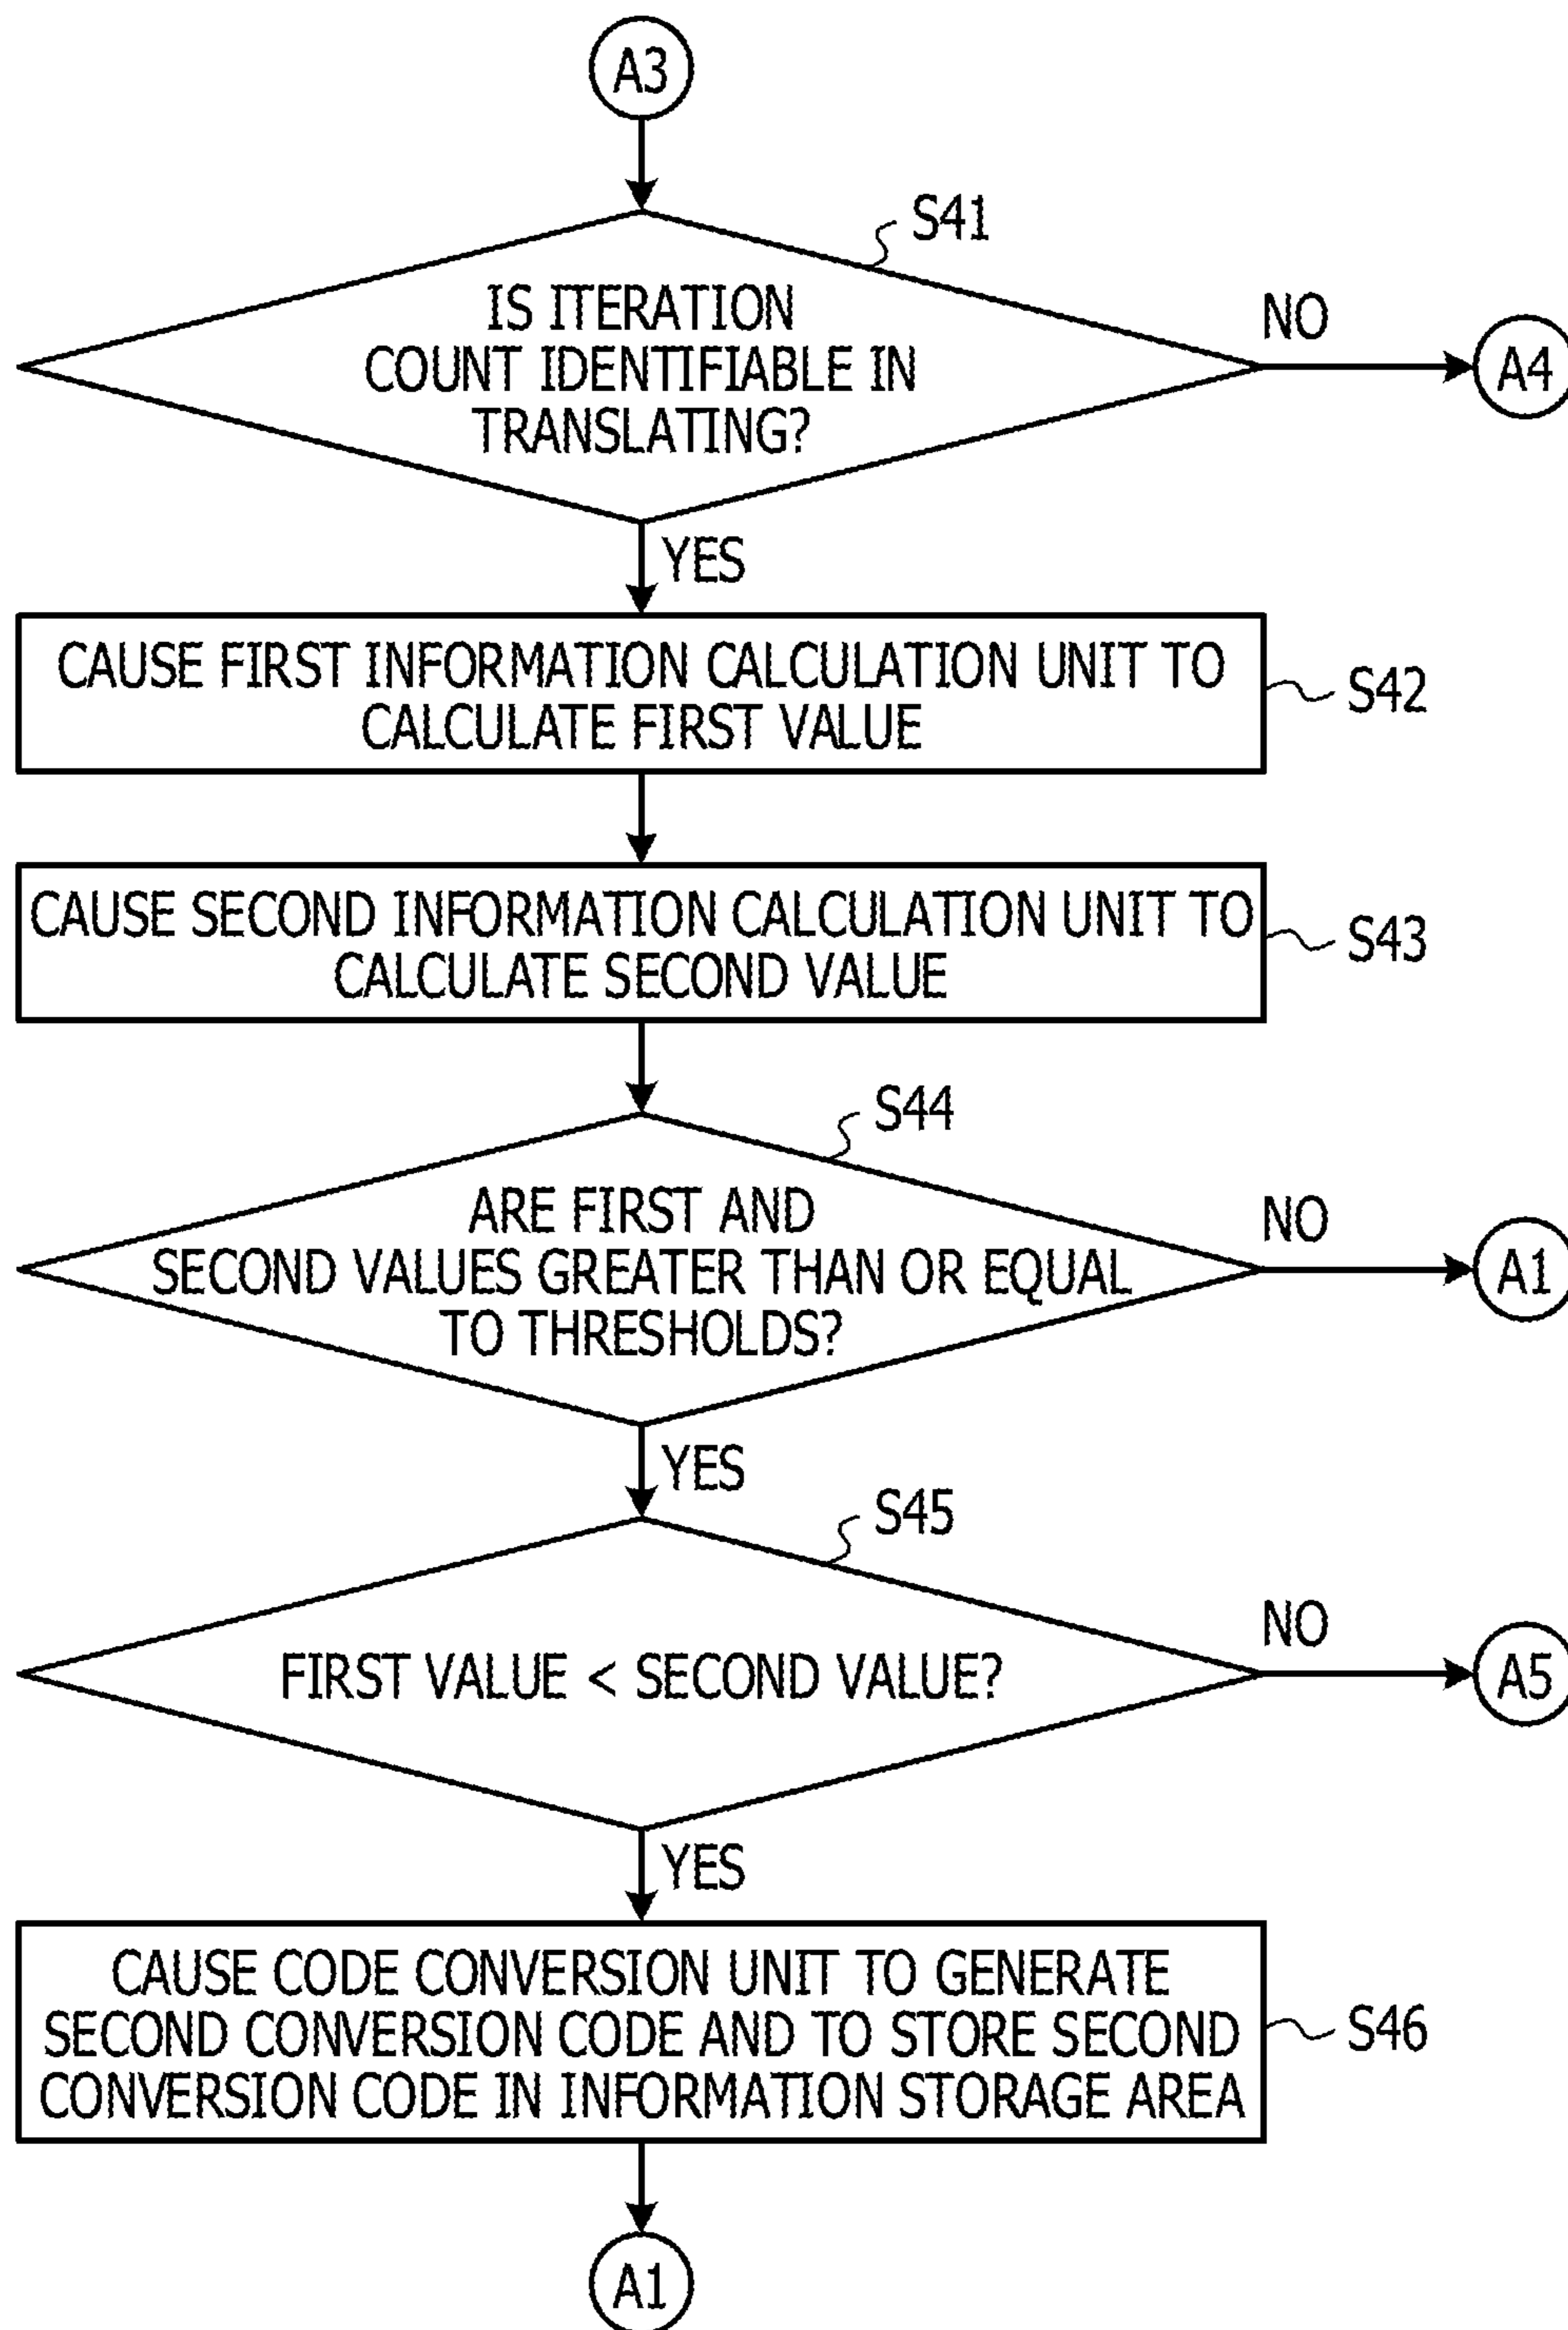 A3
S41
IS ITERATION
COUNT IDENTIFIABLE IN
TRANSLATING?
NO
A4
YES
CAUSE FIRST INFORMATION CALCULATION UNIT TO
CALCULATE FIRST VALUE
S42
CAUSE SECOND INFORMATION CALCULATION UNIT TO
CALCULATE SECOND VALUE
S43
S44
ARE FIRST AND
SECOND VALUES GREATER THAN OR EQUAL
TO THRESHOLDS?
NO
A1
YES
S45
FIRST VALUE < SECOND VALUE?
NO
A5
YES
CAUSE CODE CONVERSION UNIT TO GENERATE
SECOND CONVERSION CODE AND TO STORE SECOND
CONVERSION CODE IN INFORMATION STORAGE AREA
S46
A1